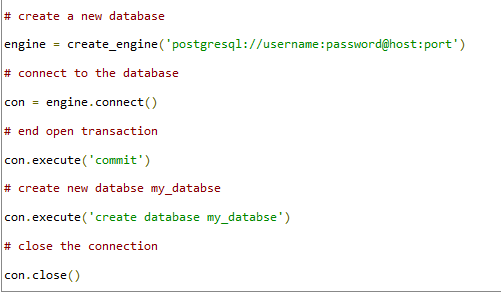 # create a new database
engine = create_engine('postgresql://username:password@host:port')
# connect to the database
con = engine.connect()
# end open transaction
con.execute('commit')
# create new databse my_databse
con.execute('create database my_databse')
# close the connection
con.close()